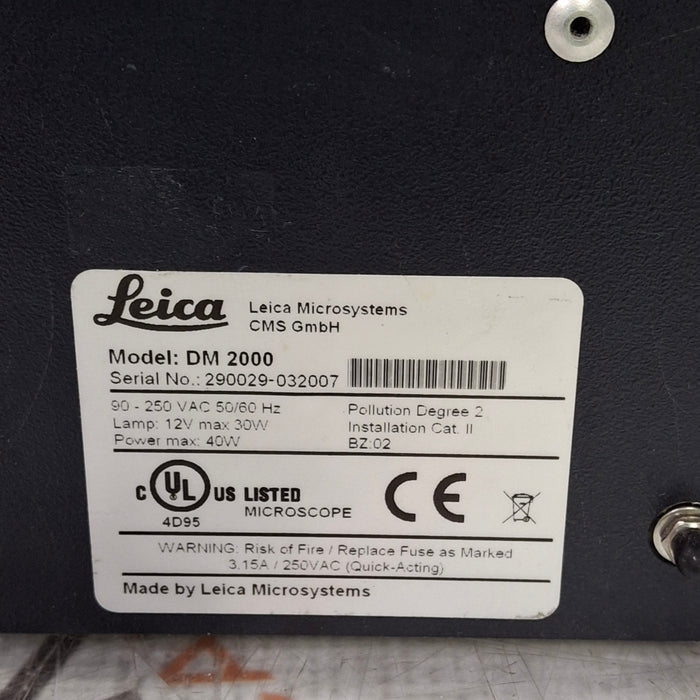 Leica Leica Microsystems
CMS GmbH
Model: DM 2000
Serial No.: 290029-032007
90 - 250 VAC 50/60 Hz
Lamp: 12V max 30W
Power max: 40W
Pollution Degree 2
Installation Cat. II
BZ:02
C UL US LISTED
MICROSCOPE
4D95
CE
WARNING: Risk of Fire / Replace Fuse as Marked
3.15A / 250VAC (Quick-Acting)
Made by Leica Microsystems